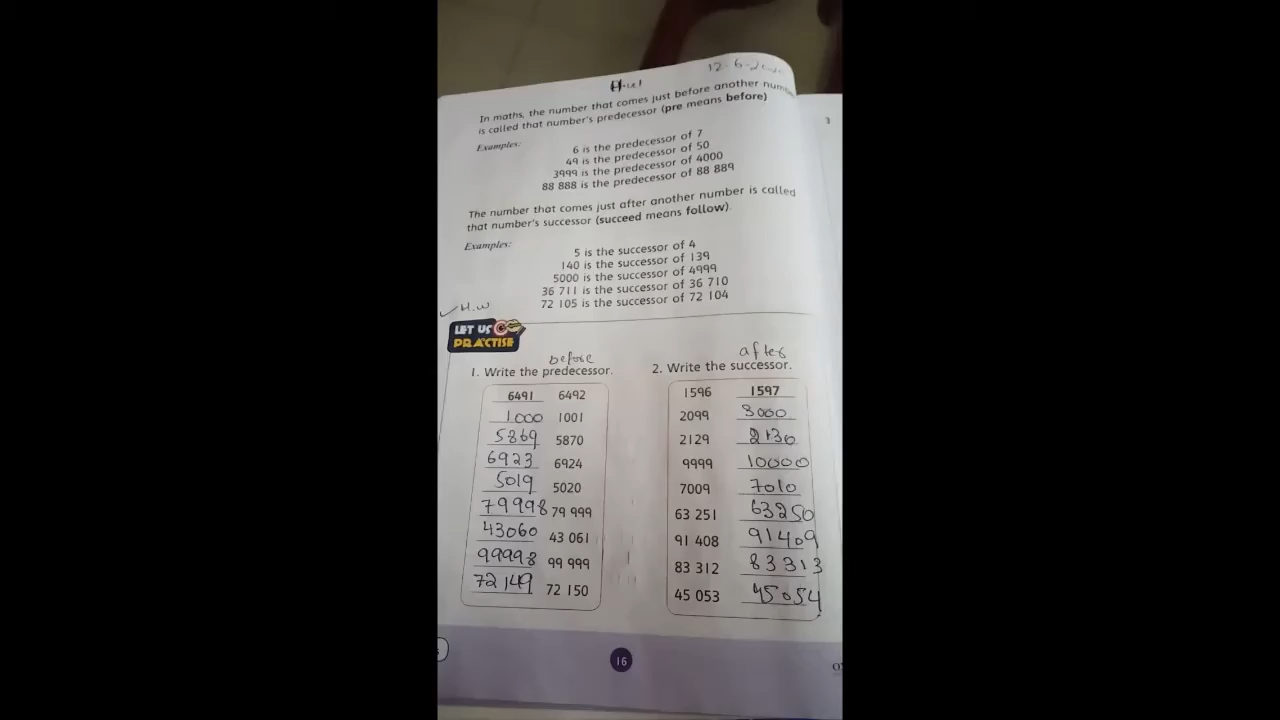 H.W
12-6-2
In maths, the number that comes just before another number
is called that number's predecessor (pre means before)
Examples:
6 is the predecessor of 7
49 is the predecessor of 50
3999 is the predecessor of 4000
88 888 is the predecessor of 88 889
The number that comes just after another number is called
that number's successor (succeed means follow).
Examples:
5 is the successor of 4
140 is the successor of 139
5000 is the successor of 4999
36 711 is the successor of 36 710
72 105 is the successor of 72 104
H.W
LET US GO
PRACTISE
before
1. Write the predecessor.
6491 6492
1000 1001
5869 5870
6923 6924
5019 5020
79998 79 999
43060 43 061
99998 99 999
72149 72 150
after
2. Write the successor.
1596 1597
2099 3000
2129 2130
9999 10000
7009 7010
63 251 63250
91 408 91409
83 312 83313
45 053 45054
16
3